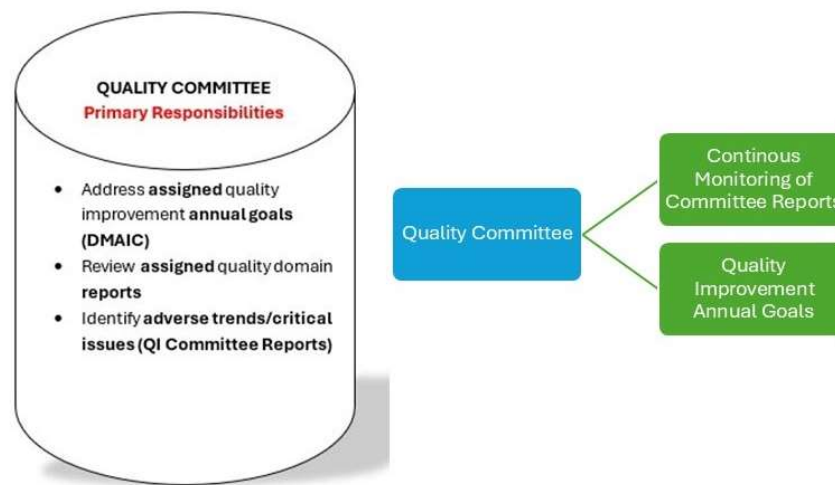 QUALITY COMMITTEE
Primary Responsibilities
• Address assigned quality
improvement annual goals
(DMAIC)
• Review assigned quality domain
reports
• Identify adverse trends/critical
issues (QI Committee Reports)
Quality Committee
Continous
Monitoring of
Committee Reports
Quality
Improvement
Annual Goals